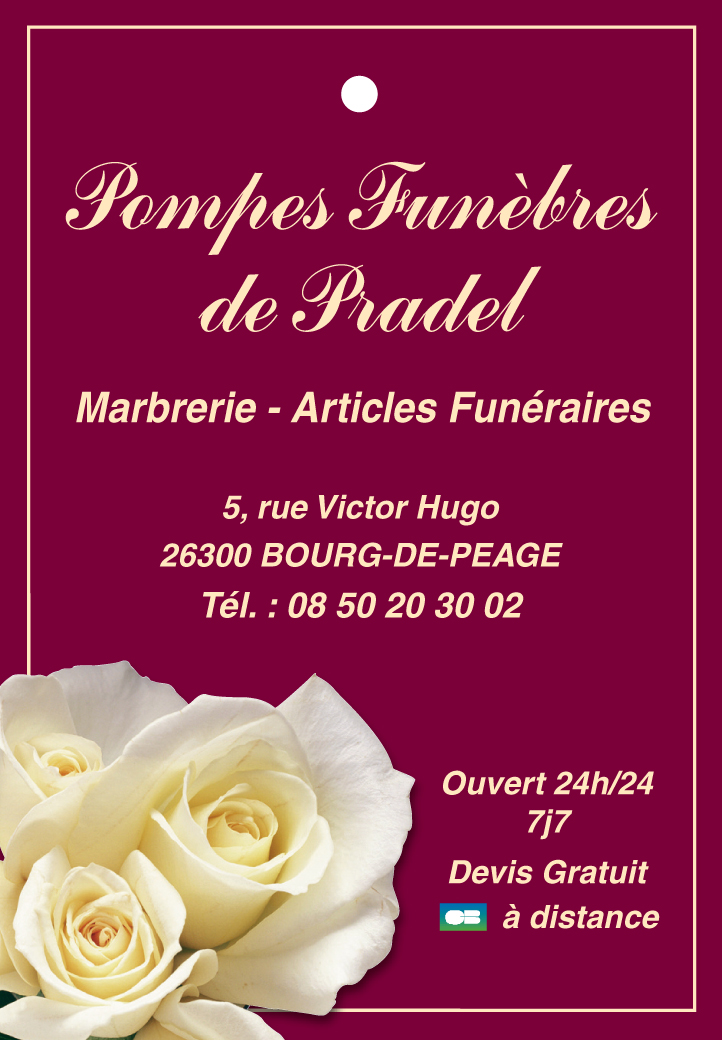 Pompes Funèbres
de Pradel
Marbrerie - Articles Funéraires
5, rue Victor Hugo
26300 BOURG-DE-PEAGE
Tél. : 08 50 20 30 02
Ouvert 24h/24
7j7
Devis Gratuit
CB à distance